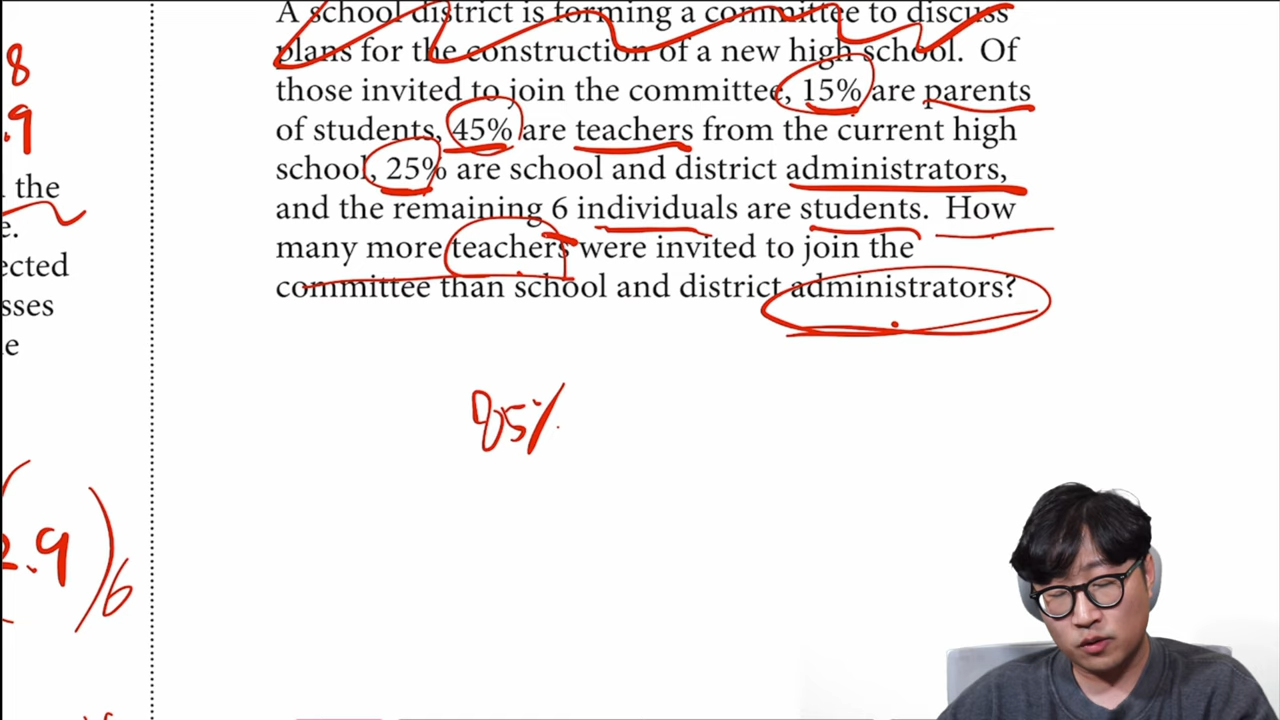 A school district is forming a committee to discuss
plans for the construction of a new high school. Of
those invited to join the committee, 15% are parents
of students, 45% are teachers from the current high
school, 25% are school and district administrators,
and the remaining 6 individuals are students. How
many more teachers were invited to join the
committee than school and district administrators?
85%
8
.9
the
e.
ected
sses
e
2.9
6